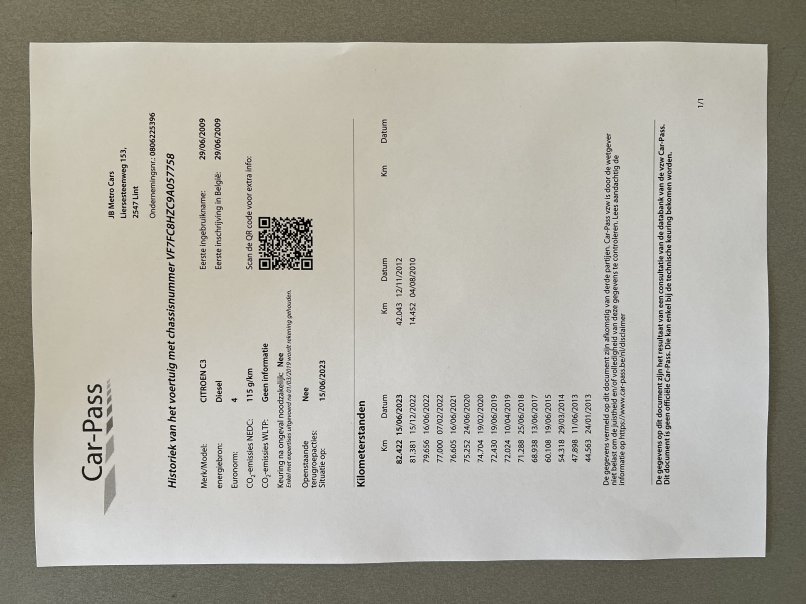 Car-Pass
JB Metro Cars
Liersesteenweg 153,
2547 Lint
Ondernemingsnr.: 0806225396
Historiek van het voertuig met chassisnummer VF7FC8HZC9A057758
Merk/Model: CITROEN C3
Eerste ingebruikname: 29/06/2009
energiebron: Diesel
Eerste inschrijving in België: 29/06/2009
Euronorm: 4
CO₂-emissies NEDC: 115 g/km
Scan de QR code voor extra info:
CO₂-emissies WLTP: Geen informatie
Keuring na ongeval noodzakelijk: Nee
Enkel met expertises uitgevoerd na 01/03/2019 wordt rekening gehouden.
Openstaande Nee
terugroepacties:
Situatie op: 15/06/2023
Kilometerstanden
Km Datum Km Datum Km Datum
82.422 15/06/2023 42.043 12/11/2012
81.381 15/12/2022 14.452 04/08/2010
79.656 16/06/2022
77.000 07/02/2022
76.605 16/06/2021
75.252 24/06/2020
74.704 19/02/2020
72.430 19/06/2019
72.024 10/04/2019
71.288 25/06/2018
68.938 13/06/2017
60.108 19/06/2015
54.318 29/03/2014
47.898 11/06/2013
44.563 24/01/2013
De gegevens vermeld op dit document zijn afkomstig van derde partijen. Car-Pass vzw is door de wetgever
niet belast om de juistheid en/of volledigheid van deze gegevens te controleren. Lees aandachtig de
informatie op https://www.car-pass.be/nl/disclaimer
De gegevens op dit document zijn het resultaat van een consultatie van de databank van de vzw Car-Pass.
Dit document is geen officiële Car-Pass. Die kan enkel bij de technische keuring bekomen worden.
1/1